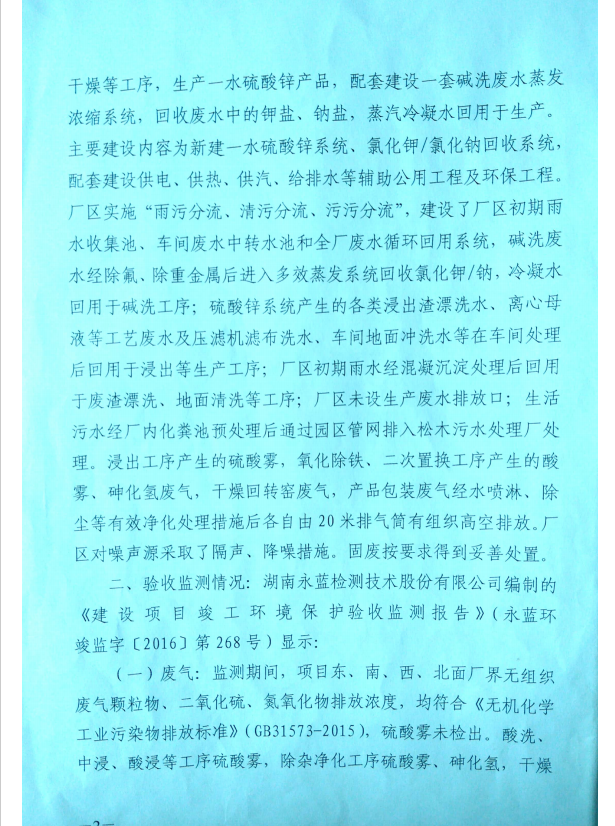 干燥等工序，生产一水硫酸锌产品，配套建设一套碱洗废水蒸发
浓缩系统，回收废水中的钾盐、钠盐，蒸汽冷凝水回用于生产。
主要建设内容为新建一水硫酸锌系统、氯化钾/氯化钠回收系统，
配套建设供电、供热、供汽、给排水等辅助公用工程及环保工程。
厂区实施“雨污分流、清污分流、污污分流”，建设了厂区初期雨
水收集池、车间废水中转水池和全厂废水循环回用系统，碱洗废
水经除氟、除重金属后进入多效蒸发系统回收氯化钾/钠，冷凝水
回用于碱洗工序；硫酸锌系统产生的各类浸出渣漂洗水、离心母
液等工艺废水及压滤机滤布洗水、车间地面冲洗水等在车间处理
后回用于浸出等生产工序；厂区初期雨水经混凝沉淀处理后回用
于废渣漂洗、地面清洗等工序；厂区未设生产废水排放口；生活
污水经厂内化粪池预处理后通过园区管网排入松木污水处理厂处
理。浸出工序产生的硫酸雾，氧化除铁、二次置换工序产生的酸
雾、砷化氢废气，干燥回转窑废气，产品包装废气经水喷淋、除
尘等有效净化处理措施后各自由20米排气筒有组织高空排放。厂
区对噪声源采取了隔声、降噪措施。固废按要求得到妥善处置。
二、验收监测情况：湖南永蓝检测技术股份有限公司编制的
《建设项目竣工环境保护验收监测报告》（永蓝环
竣监字〔2016〕第268号）显示：
（一）废气：监测期间，项目东、南、西、北面厂界无组织
废气颗粒物、二氧化硫、氮氧化物排放浓度，均符合《无机化学
工业污染物排放标准》（GB31573-2015），硫酸雾未检出。酸洗、
中浸、酸浸等工序硫酸雾，除杂净化工序硫酸雾、砷化氢，干燥
—2—